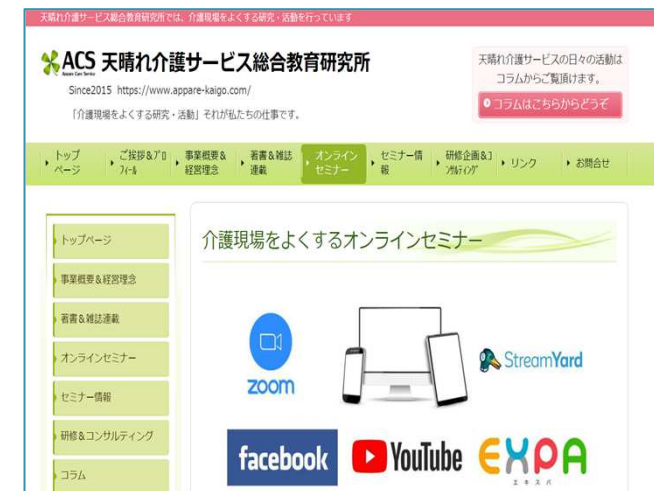 天晴れ介護サービス総合教育研究所では、介護現場をよくする研究・活動を行っています
ACS 天晴れ介護サービス総合教育研究所
Appare Care Service
Since2015 https://www.appare-kaigo.com/
「介護現場をよくする研究・活動」それが私たちの仕事です。
天晴れ介護サービスの日々の活動は
コラムからご覧頂けます。
コラムはこちらからどうぞ
トップ
ページ
ご挨拶&プロ
フィール
事業概要&
経営理念
著書&雑誌
連載
オンライン
セミナー
セミナー情
報
研修企画&コ
ンサルティング
リンク
お問合せ
トップページ
事業概要&経営理念
著書&雑誌連載
オンラインセミナー
セミナー情報
研修&コンサルティング
コラム
介護現場をよくするオンラインセミナー
zoom
StreamYard
facebook
YouTube
EXPA
エキスパ